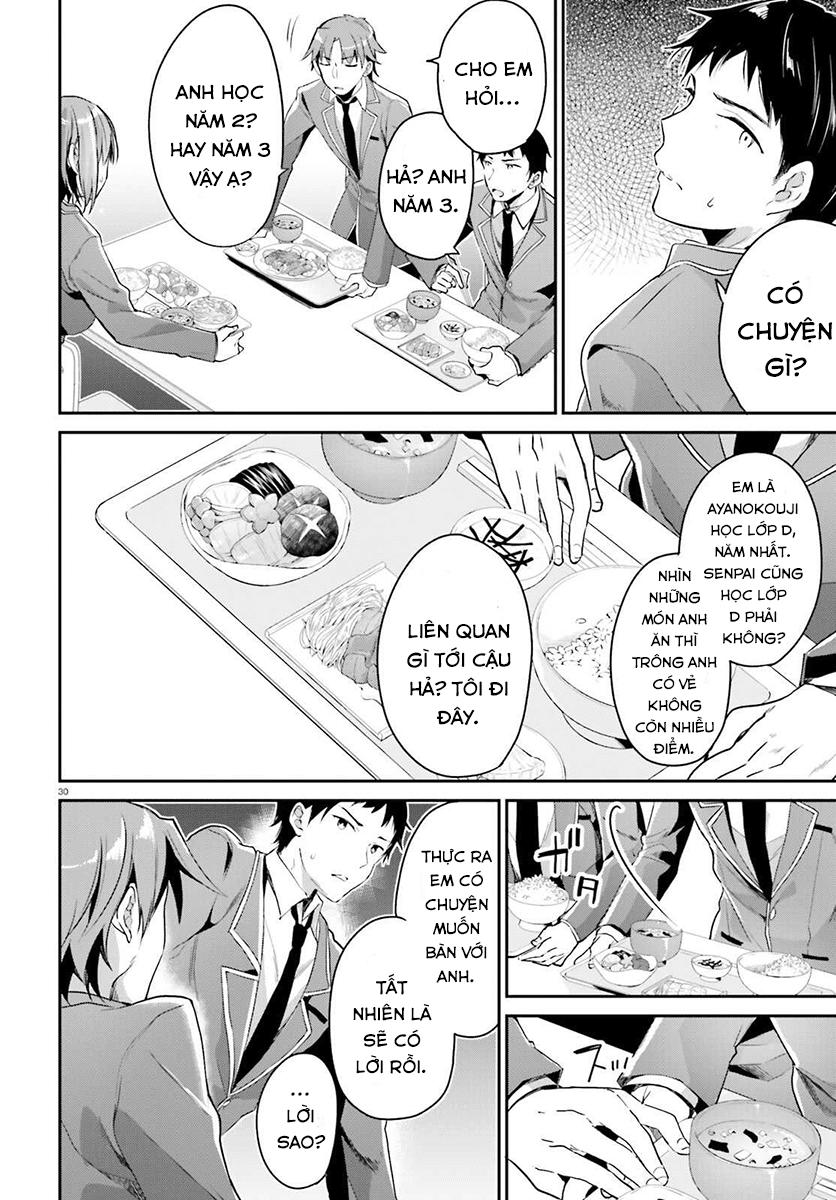 CÓ
CHUYỆN
GÌ?
CHO EM
HỎI...
ANH HỌC
NĂM 2?
HAY NĂM 3
VẬY Ạ?
HẢ? ANH
NĂM 3.
EM LÀ
AYANOKOUJI
HỌC LỚP D,
NĂM NHẤT.
SENPAI CŨNG
HỌC LỚP
D PHẢI
KHÔNG?
NHÌN
NHỮNG
MÓN ANH
ĂN THÌ
TRÔNG ANH
CÓ VẺ
KHÔNG
CÒN NHIỀU
ĐIỂM.
LIÊN QUAN
GÌ TỚI CẬU
HẢ? TÔI ĐI
ĐÂY.
30
ガタ
THỰC RA
EM CÓ
CHUYỆN
MUỐN
BÀN VỚI
ANH.
TẤT
NHIÊN LÀ
SẼ CÓ
LỜI RỒI.
...
LỜI
SAO?